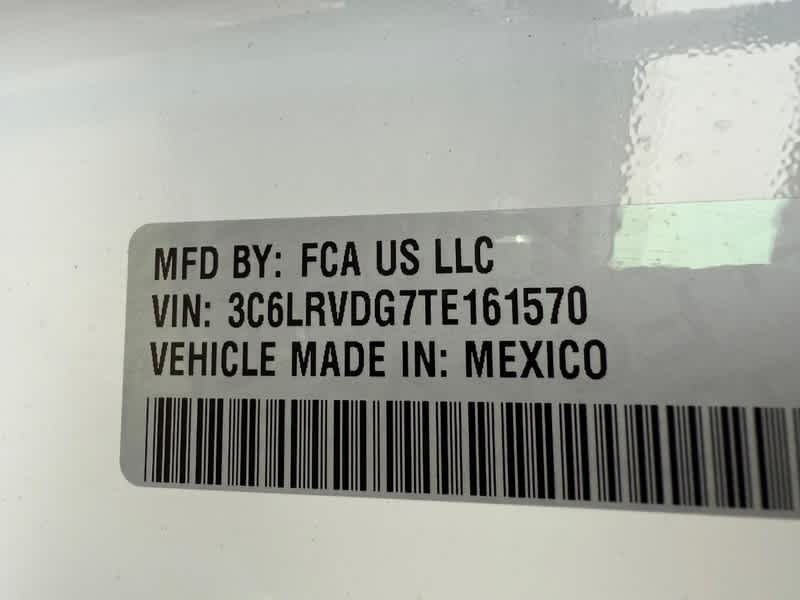 MFD BY: FCA US LLC
VIN: 3C6LRVDG7TE161570
VEHICLE MADE IN: MEXICO